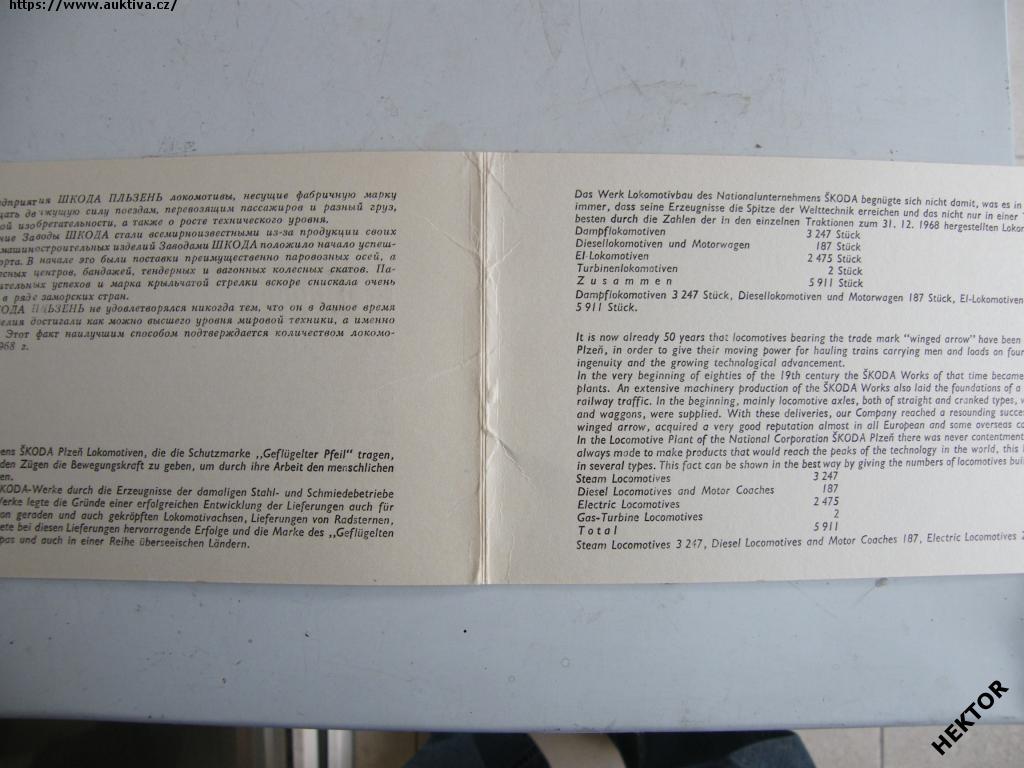 https://www.auktiva.cz/
едприятия ШКОДА ПЛЬЗЕНЬ локомотивы, несущие фабричную марку
цать движущую силу поездам, перевозящим пассажиров и разный груз,
ой изобретательности, а также о росте технического уровня.
ние Заводы ШКОДА стали всемирноизвестными из-за продукции своих
машиностроительных изделий Заводами ШКОДА положило начало успеш-
орта. В начале это были поставки преимущественно паровозных осей, а
есных центров, бандажей, тендерных и вагонных колесных скатов. Па-
ительных успехов и марка крыльчатой стрелки вскоре снискала очень
в ряде заморских стран.
ОДА ПЛЬЗЕНЬ не удовлетворялся никогда тем, что он в данное время
елия достигали как можно высшего уровня мировой техники, а именно
Этот факт наилучшим способом подтверждается количеством локомо-
968 г.
ens ŠKODA Plzeň Lokomotiven, die die Schutzmarke „Geflügelter Pfeil“ tragen,
den Zügen die Bewegungskraft zu geben, um durch ihre Arbeit den menschlichen
en.
KODA-Werke durch die Erzeugnisse der damaligen Stahl- und Schmiedebetriebe
Werke legte die Gründe einer erfolgreichen Entwicklung der Lieferungen auch für
on geraden und auch gekröpften Lokomotivachsen, Lieferungen von Radsternen,
ete bei diesen Lieferungen hervorragende Erfolge und die Marke des „Geflügelten
pas und auch in einer Reihe überseeischen Ländern.
Das Werk Lokomotivbau des Nationalunternehmens ŠKODA begnügte sich nicht damit, was es in
immer, dass seine Erzeugnisse die Spitze der Welttechnik erreichen und das nicht nur in einer
besten durch die Zahlen der in den einzelnen Traktionen zum 31. 12. 1968 hergestellten Lokom
Dampflokomotiven 3 247 Stück
Diesellokomotiven und Motorwagen 187 Stück
El-Lokomotiven 2 475 Stück
Turbinenlokomotiven 2 Stück
Zusammen 5 911 Stück
Dampflokomotiven 3 247 Stück, Diesellokomotiven und Motorwagen 187 Stück, El-Lokomotiven
5 911 Stück.
It is now already 50 years that locomotives bearing the trade mark "winged arrow" have been
Plzeň, in order to give their moving power for hauling trains carrying men and loads on four
ingenuity and the growing technological advancement.
In the very beginning of eighties of the 19th century the ŠKODA Works of that time became
plants. An extensive machinery production of the ŠKODA Works also laid the foundations of a
railway traffic. In the beginning, mainly locomotive axles, both of straight and cranked types, w
and waggons, were supplied. With these deliveries, our Company reached a resounding succe
winged arrow, acquired a very good reputation almost in all European and some overseas co
In the Locomotive Plant of the National Corporation ŠKODA Plzeň there was never contentment
always made to make products that would reach the peaks of the technology in the world, this
in several types. This fact can be shown in the best way by giving the numbers of locomotives buil
Steam Locomotives 3 247
Diesel Locomotives and Motor Coaches 187
Electric Locomotives 2 475
Gas-Turbine Locomotives 2
Total 5 911
Steam Locomotives 3 247, Diesel Locomotives and Motor Coaches 187, Electric Locomotives 2
HEKTOR